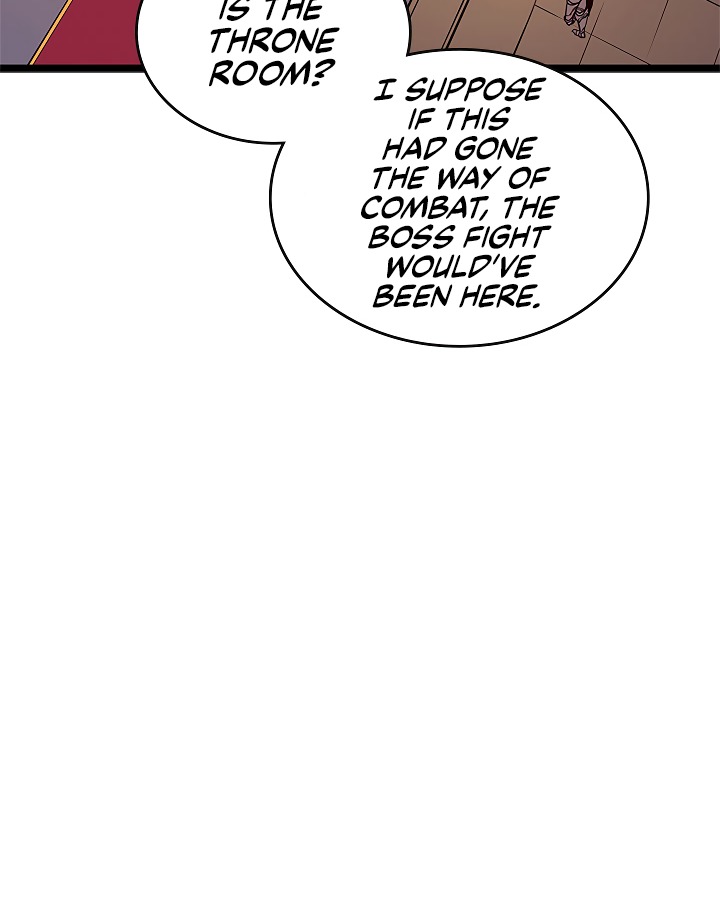 IS THE
THRONE
ROOM?
I SUPPOSE
IF THIS
HAD GONE
THE WAY OF
COMBAT, THE
BOSS FIGHT
WOULD'VE
BEEN HERE.